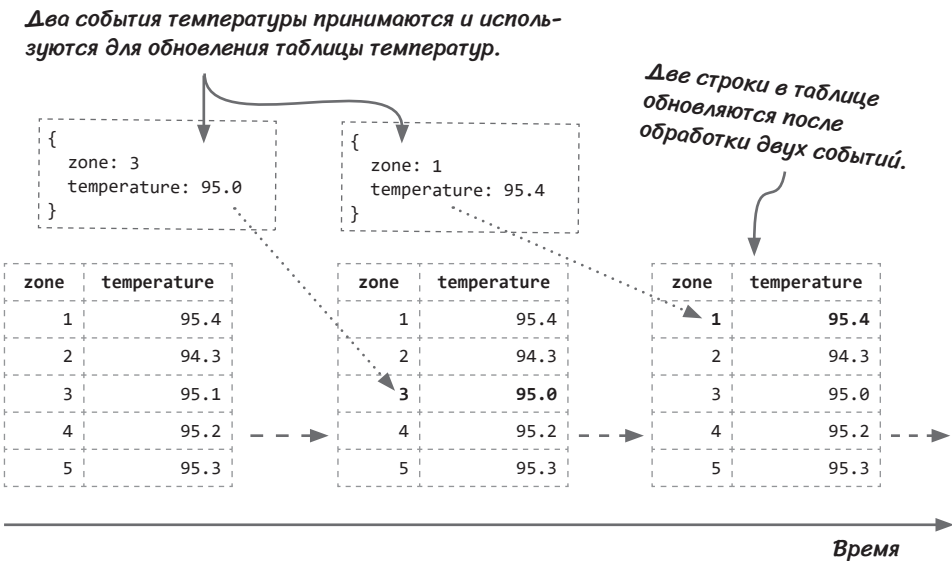 Два события температуры принимаются и исполь-
зуются для обновления таблицы температур.
Две строки в таблице
обновляются после
обработки двух событий.
{
zone: 3
temperature: 95.0
}
{
zone: 1
temperature: 95.4
}
zone temperature
1 95.4
2 94.3
3 95.1
4 95.2
5 95.3
zone temperature
1 95.4
2 94.3
3 95.0
4 95.2
5 95.3
zone temperature
1 95.4
2 94.3
3 95.0
4 95.2
5 95.3
Время